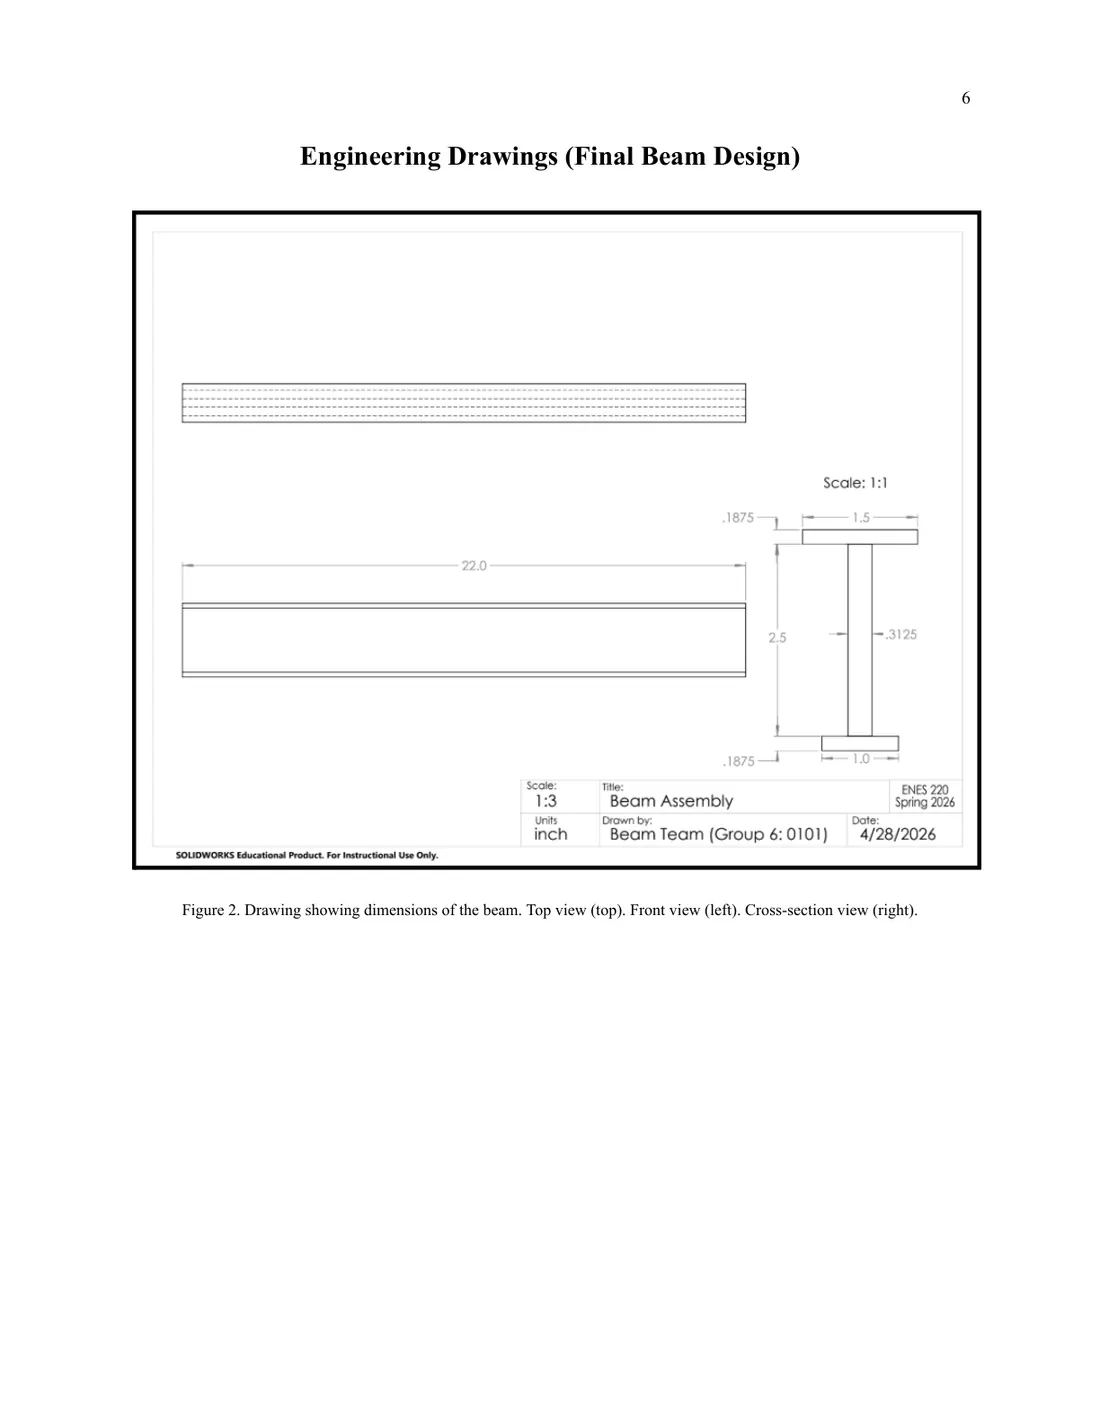 6
Engineering Drawings (Final Beam Design)
Scale: 1:1
.1875
1.5
22.0
2.5
.3125
.1875
1.0
Scale:
1:3
Title:
Beam Assembly
ENES 220
Spring 2026
Units
inch
Drawn by:
Beam Team (Group 6: 0101)
Date:
4/28/2026
SOLIDWORKS Educational Product. For Instructional Use Only.
Figure 2. Drawing showing dimensions of the beam. Top view (top). Front view (left). Cross-section view (right).